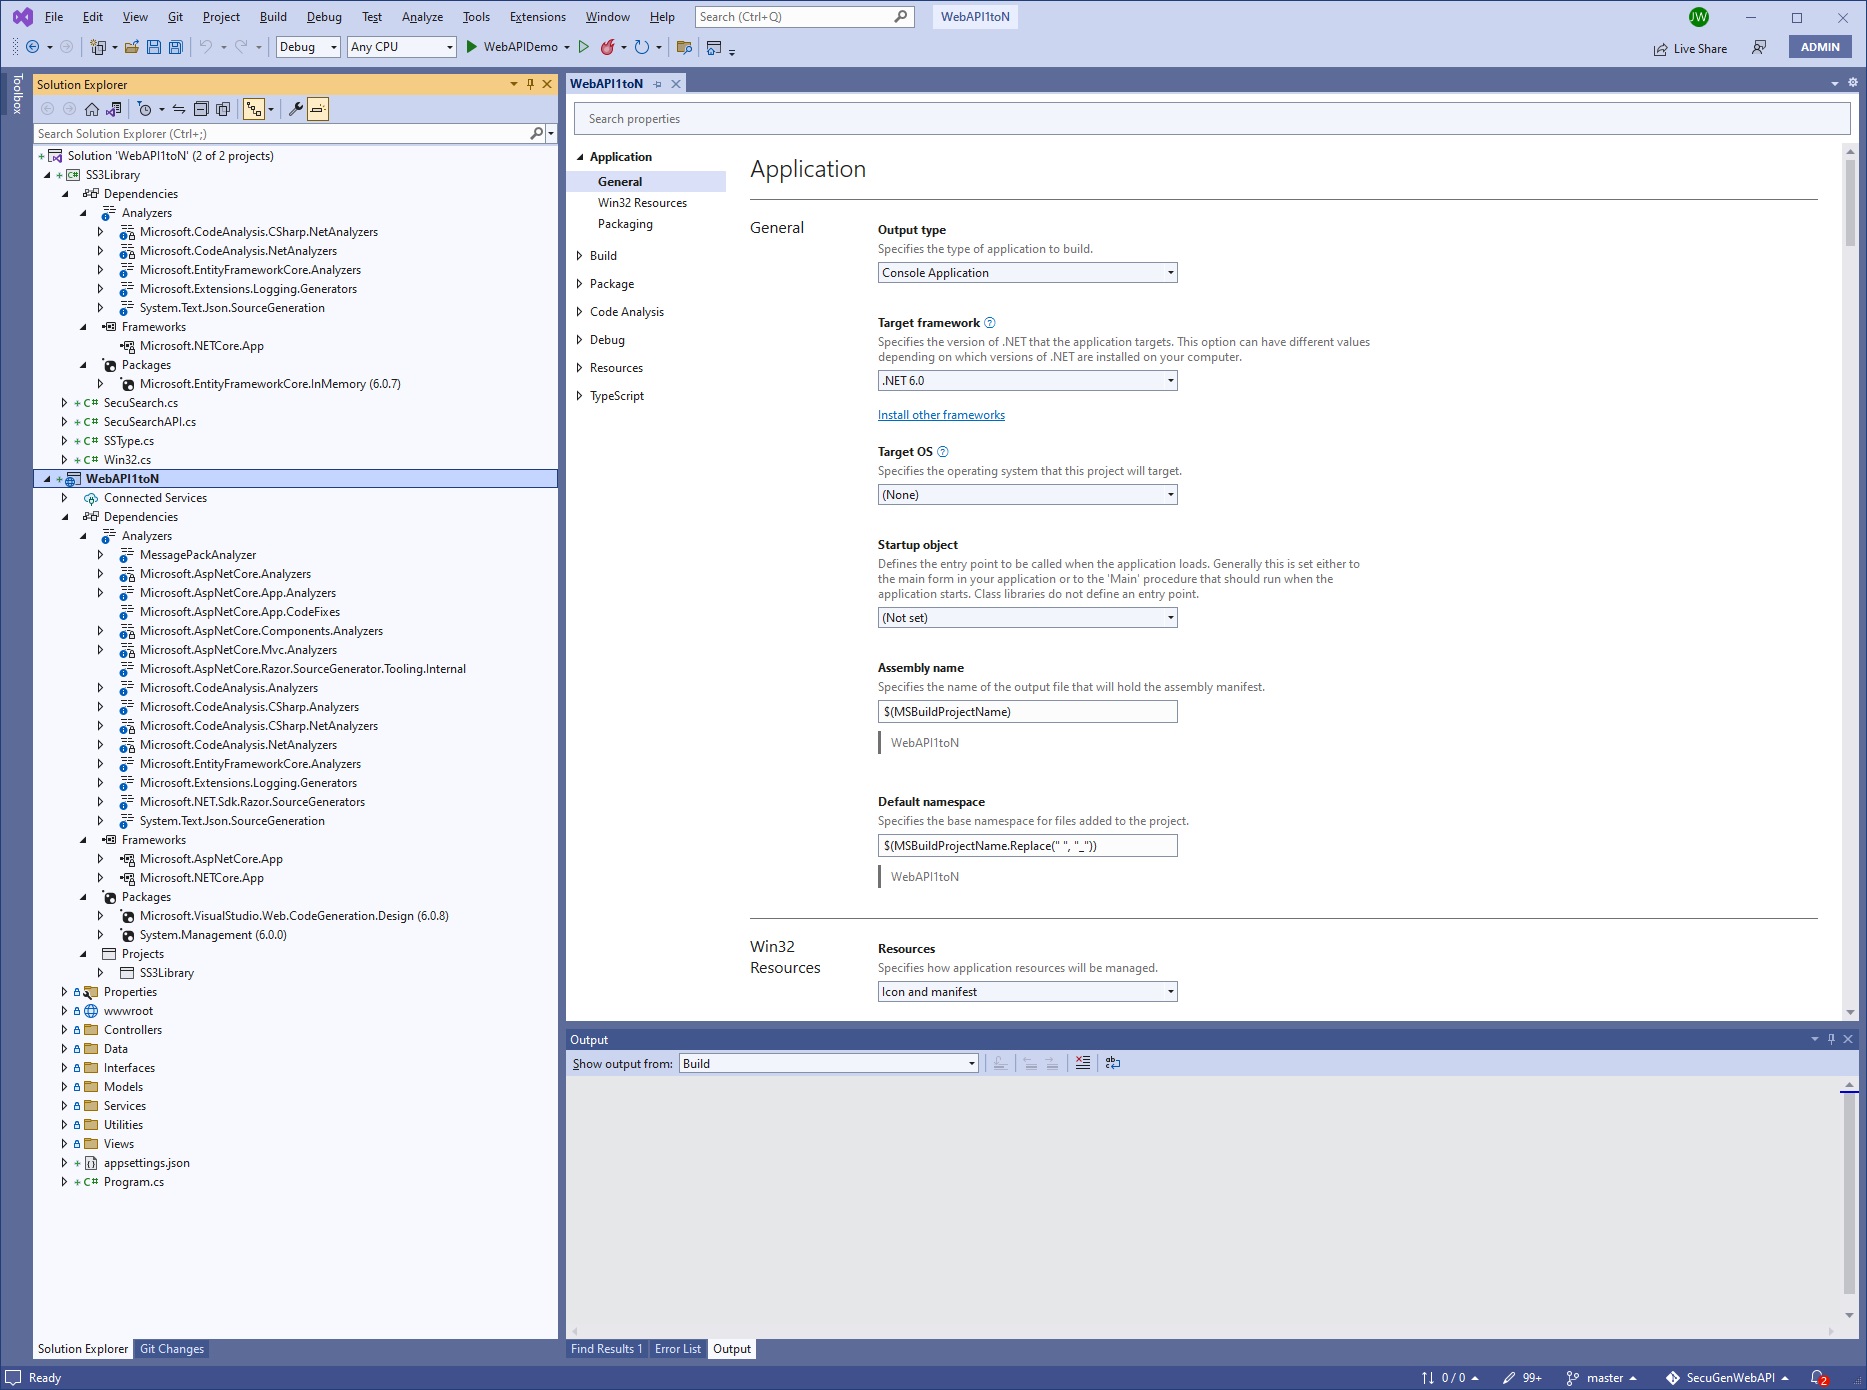 File Edit View Git Project Build Debug Test Analyze Tools Extensions Window Help Search (Ctrl+Q) WebAPI1toN JW
Debug Any CPU WebAPIDemo Live Share ADMIN
Toolbox
Solution Explorer
Search Solution Explorer (Ctrl+;)
Solution 'WebAPI1toN' (2 of 2 projects)
SS3Library
Dependencies
Analyzers
Microsoft.CodeAnalysis.CSharp.NetAnalyzers
Microsoft.CodeAnalysis.NetAnalyzers
Microsoft.EntityFrameworkCore.Analyzers
Microsoft.Extensions.Logging.Generators
System.Text.Json.SourceGeneration
Frameworks
Microsoft.NETCore.App
Packages
Microsoft.EntityFrameworkCore.InMemory (6.0.7)
C# SecuSearch.cs
C# SecuSearchAPI.cs
C# SSType.cs
C# Win32.cs
WebAPI1toN
Connected Services
Dependencies
Analyzers
MessagePackAnalyzer
Microsoft.AspNetCore.Analyzers
Microsoft.AspNetCore.App.Analyzers
Microsoft.AspNetCore.App.CodeFixes
Microsoft.AspNetCore.Components.Analyzers
Microsoft.AspNetCore.Mvc.Analyzers
Microsoft.AspNetCore.Razor.SourceGenerator.Tooling.Internal
Microsoft.CodeAnalysis.Analyzers
Microsoft.CodeAnalysis.CSharp.Analyzers
Microsoft.CodeAnalysis.CSharp.NetAnalyzers
Microsoft.CodeAnalysis.NetAnalyzers
Microsoft.EntityFrameworkCore.Analyzers
Microsoft.Extensions.Logging.Generators
Microsoft.NET.Sdk.Razor.SourceGenerators
System.Text.Json.SourceGeneration
Frameworks
Microsoft.AspNetCore.App
Microsoft.NETCore.App
Packages
Microsoft.VisualStudio.Web.CodeGeneration.Design (6.0.8)
System.Management (6.0.0)
Projects
SS3Library
Properties
wwwroot
Controllers
Data
Interfaces
Models
Services
Utilities
Views
appsettings.json
C# Program.cs
Solution Explorer Git Changes
WebAPI1toN
Search properties
Application
General
Win32 Resources
Packaging
Build
Package
Code Analysis
Debug
Resources
TypeScript
Application
General
Output type
Specifies the type of application to build.
Console Application
Target framework
Specifies the version of .NET that the application targets. This option can have different values
depending on which versions of .NET are installed on your computer.
.NET 6.0
Install other frameworks
Target OS
Specifies the operating system that this project will target.
(None)
Startup object
Defines the entry point to be called when the application loads. Generally this is set either to
the main form in your application or to the 'Main' procedure that should run when the
application starts. Class libraries do not define an entry point.
(Not set)
Assembly name
Specifies the name of the output file that will hold the assembly manifest.
$(MSBuildProjectName)
WebAPI1toN
Default namespace
Specifies the base namespace for files added to the project.
$(MSBuildProjectName.Replace(" ", "_"))
WebAPI1toN
Win32
Resources
Resources
Specifies how application resources will be managed.
Icon and manifest
Output
Show output from: Build
Find Results 1 Error List Output
Ready 0 / 0 99+ master SecuGenWebAPI 2